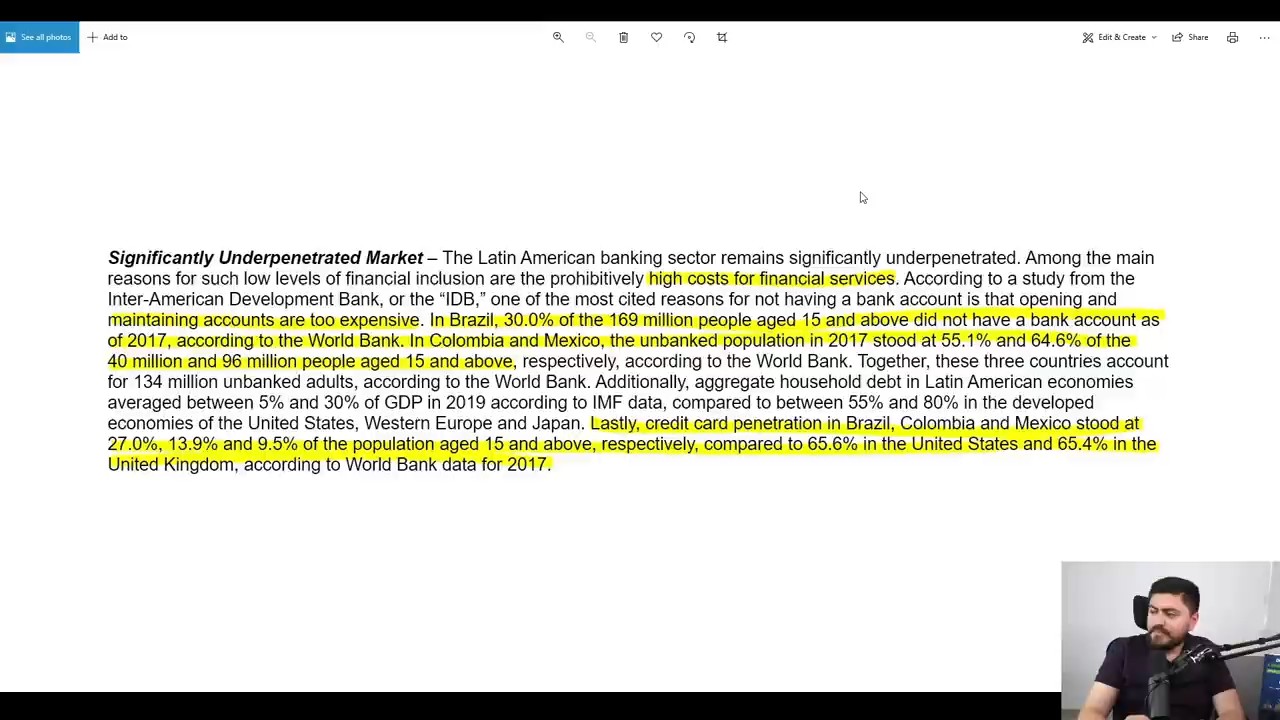 See all photos
Add to
Edit & Create
Share
Significantly Underpenetrated Market – The Latin American banking sector remains significantly underpenetrated. Among the main
reasons for such low levels of financial inclusion are the prohibitively high costs for financial services. According to a study from the
Inter-American Development Bank, or the “IDB,” one of the most cited reasons for not having a bank account is that opening and
maintaining accounts are too expensive. In Brazil, 30.0% of the 169 million people aged 15 and above did not have a bank account as
of 2017, according to the World Bank. In Colombia and Mexico, the unbanked population in 2017 stood at 55.1% and 64.6% of the
40 million and 96 million people aged 15 and above, respectively, according to the World Bank. Together, these three countries account
for 134 million unbanked adults, according to the World Bank. Additionally, aggregate household debt in Latin American economies
averaged between 5% and 30% of GDP in 2019 according to IMF data, compared to between 55% and 80% in the developed
economies of the United States, Western Europe and Japan. Lastly, credit card penetration in Brazil, Colombia and Mexico stood at
27.0%, 13.9% and 9.5% of the population aged 15 and above, respectively, compared to 65.6% in the United States and 65.4% in the
United Kingdom, according to World Bank data for 2017.